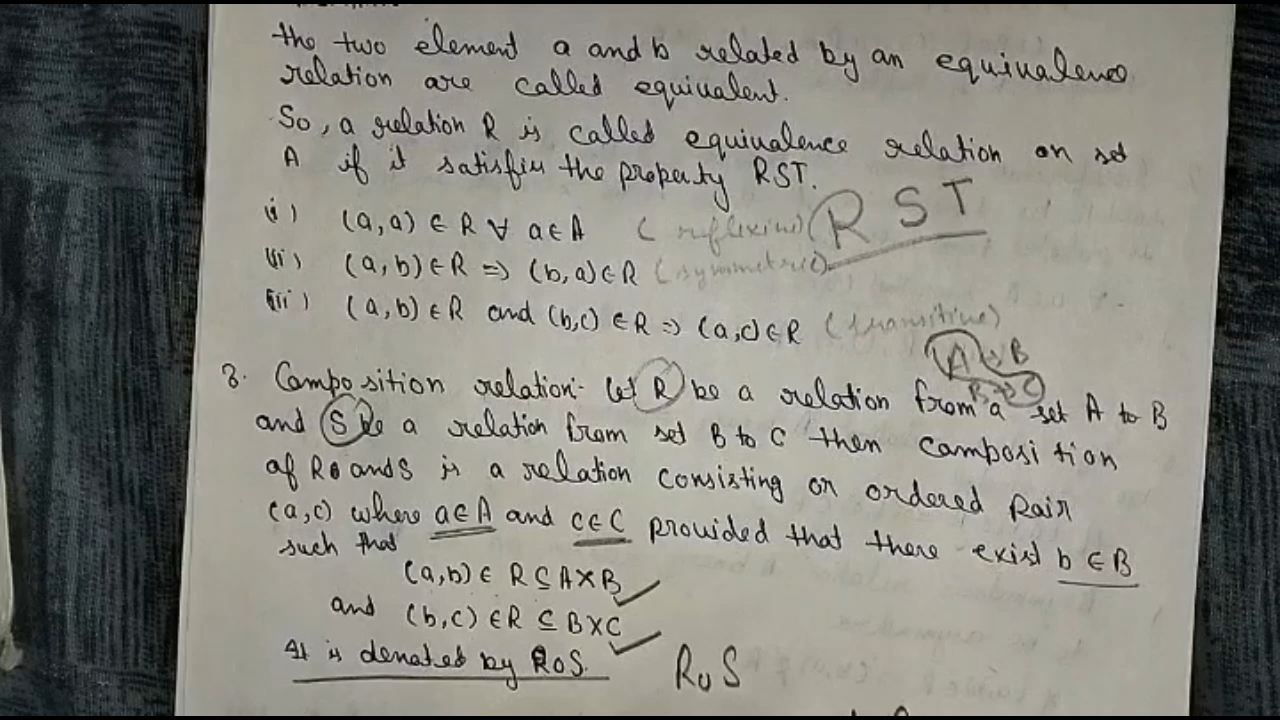 the two element a and b related by an equivalence
relation are called equivalent.
So, a relation R is called equivalence relation on set
A if it satisfies the property RST.
R S T
(i) (a,a) ∈ R ∀ a∈A (reflexive)
(ii) (a,b)∈R => (b,a)∈R (symmetric)
(iii) (a,b)∈R and (b,c)∈R => (a,c)∈R (transitive)
A B
B C
3. Composition relation- let R be a relation from a set A to B
and S be a relation from set B to C then composition
of R and S is a relation consisting or ordered pair
(a,c) where a∈A and c∈C provided that there exist b∈B
such that
(a,b)∈ R⊆A×B
and (b,c)∈R ⊆B×C
It is denoted by RoS. RoS